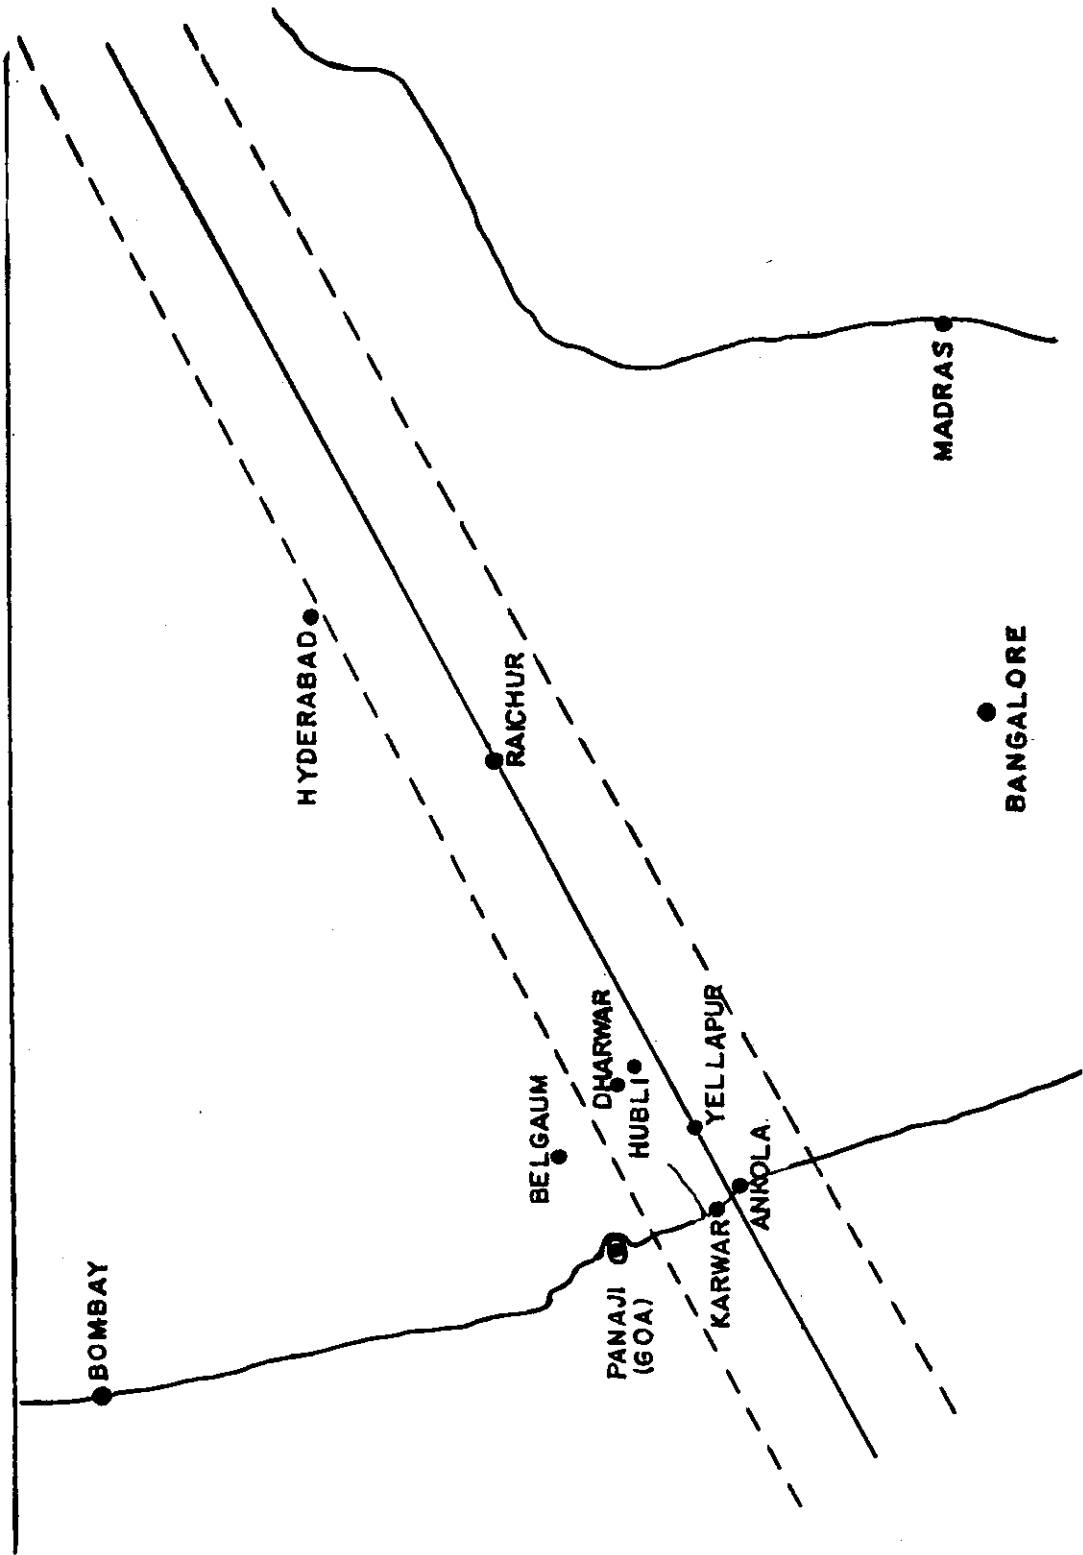 BOMBAY
HYDERABAD
BELGAUM
DHARWAR
HUBLI
RAICHUR
PANAJI
(GOA)
KARWAR
YELLAPUR
ANKOLA
MADRAS
BANGALORE